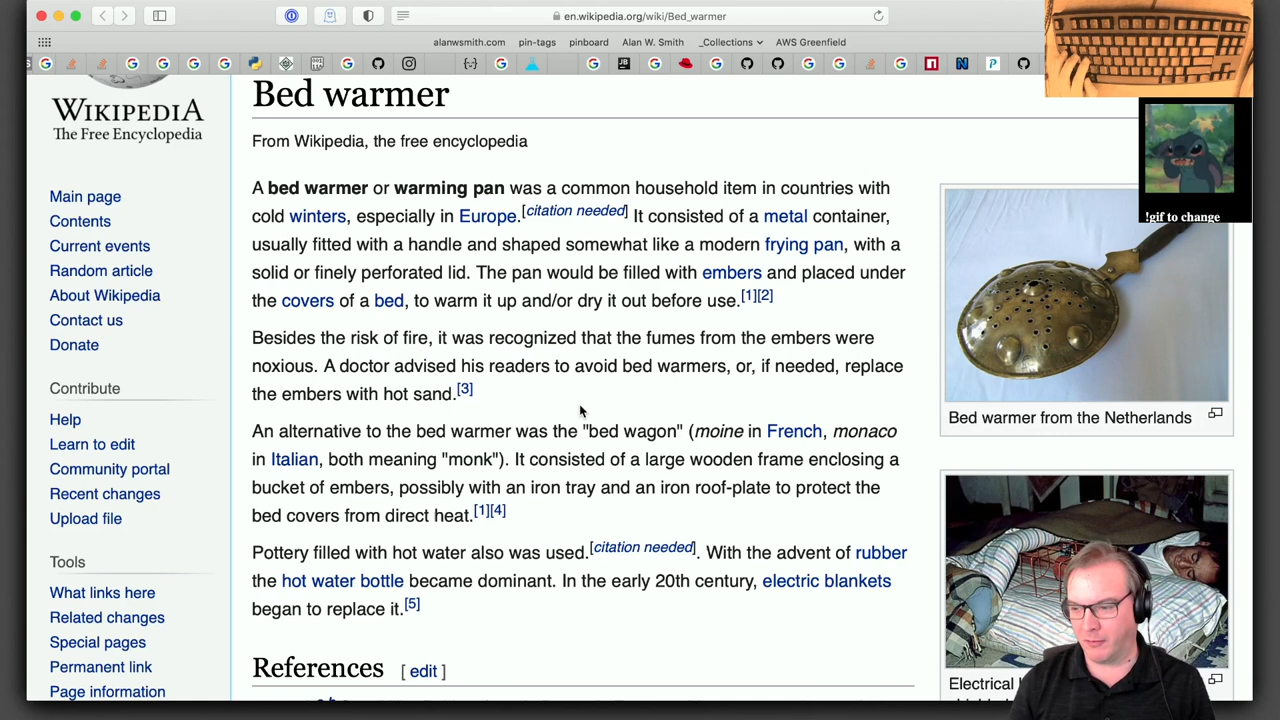 en.wikipedia.org/wiki/Bed_warmer
alanwsmith.com pin-tags pinboard Alan W. Smith _Collections AWS Greenfield
WIKIPEDIA
The Free Encyclopedia
Main page
Contents
Current events
Random article
About Wikipedia
Contact us
Donate
Contribute
Help
Learn to edit
Community portal
Recent changes
Upload file
Tools
What links here
Related changes
Special pages
Permanent link
Page information
Bed warmer
From Wikipedia, the free encyclopedia
A bed warmer or warming pan was a common household item in countries with
cold winters, especially in Europe.[citation needed] It consisted of a metal container,
usually fitted with a handle and shaped somewhat like a modern frying pan, with a
solid or finely perforated lid. The pan would be filled with embers and placed under
the covers of a bed, to warm it up and/or dry it out before use.[1][2]
Besides the risk of fire, it was recognized that the fumes from the embers were
noxious. A doctor advised his readers to avoid bed warmers, or, if needed, replace
the embers with hot sand.[3]
An alternative to the bed warmer was the "bed wagon" (moine in French, monaco
in Italian, both meaning "monk"). It consisted of a large wooden frame enclosing a
bucket of embers, possibly with an iron tray and an iron roof-plate to protect the
bed covers from direct heat.[1][4]
Pottery filled with hot water also was used.[citation needed]. With the advent of rubber
the hot water bottle became dominant. In the early 20th century, electric blankets
began to replace it.[5]
References [ edit ]
!gif to change
Bed warmer from the Netherlands
Electrical